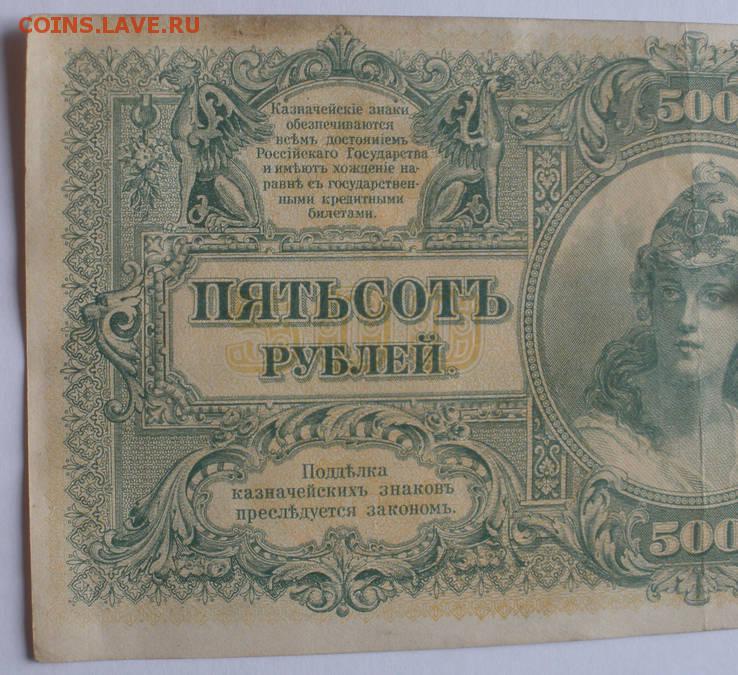 COINS.LAVE.RU
Казначейскіе знаки
обезпечиваются
всѣмъ достояніемъ
Россійскаго Государства
и имѣютъ хожденіе на-
равнѣ съ государствен-
ными кредитными
билетами.
500
ПЯТЬСОТЪ
РУБЛЕЙ.
Поддѣлка
казначейскихъ знаковъ
преслѣдуется закономъ.
500